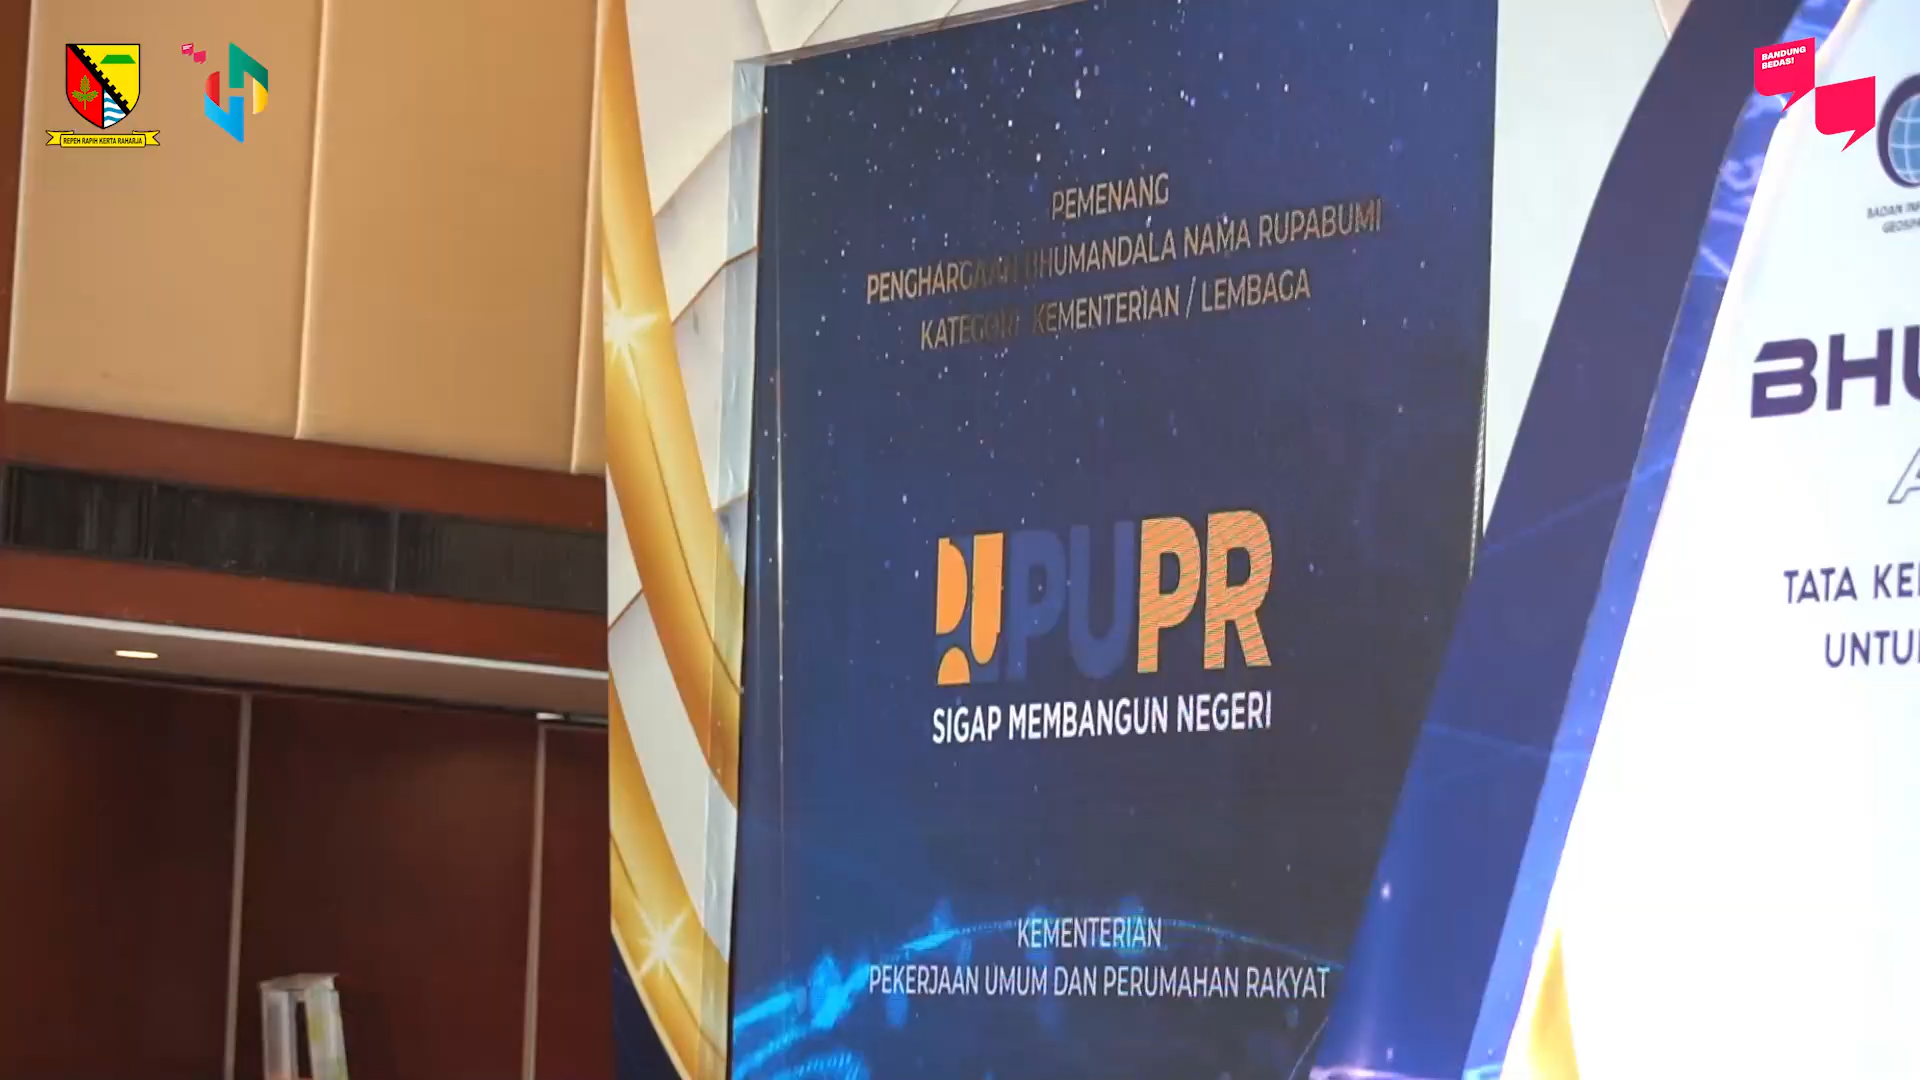 REPEH RAPIH KERTA RAHARJA
BANDUNG
BEDAS!
PEMENANG
PENGHARGAAN BHUMANDALA NAMA RUPABUMI
KATEGORI KEMENTERIAN / LEMBAGA
PUPR
SIGAP MEMBANGUN NEGERI
KEMENTERIAN
PEKERJAAN UMUM DAN PERUMAHAN RAKYAT
BADAN
BHU
A
TATA KE
UNTU